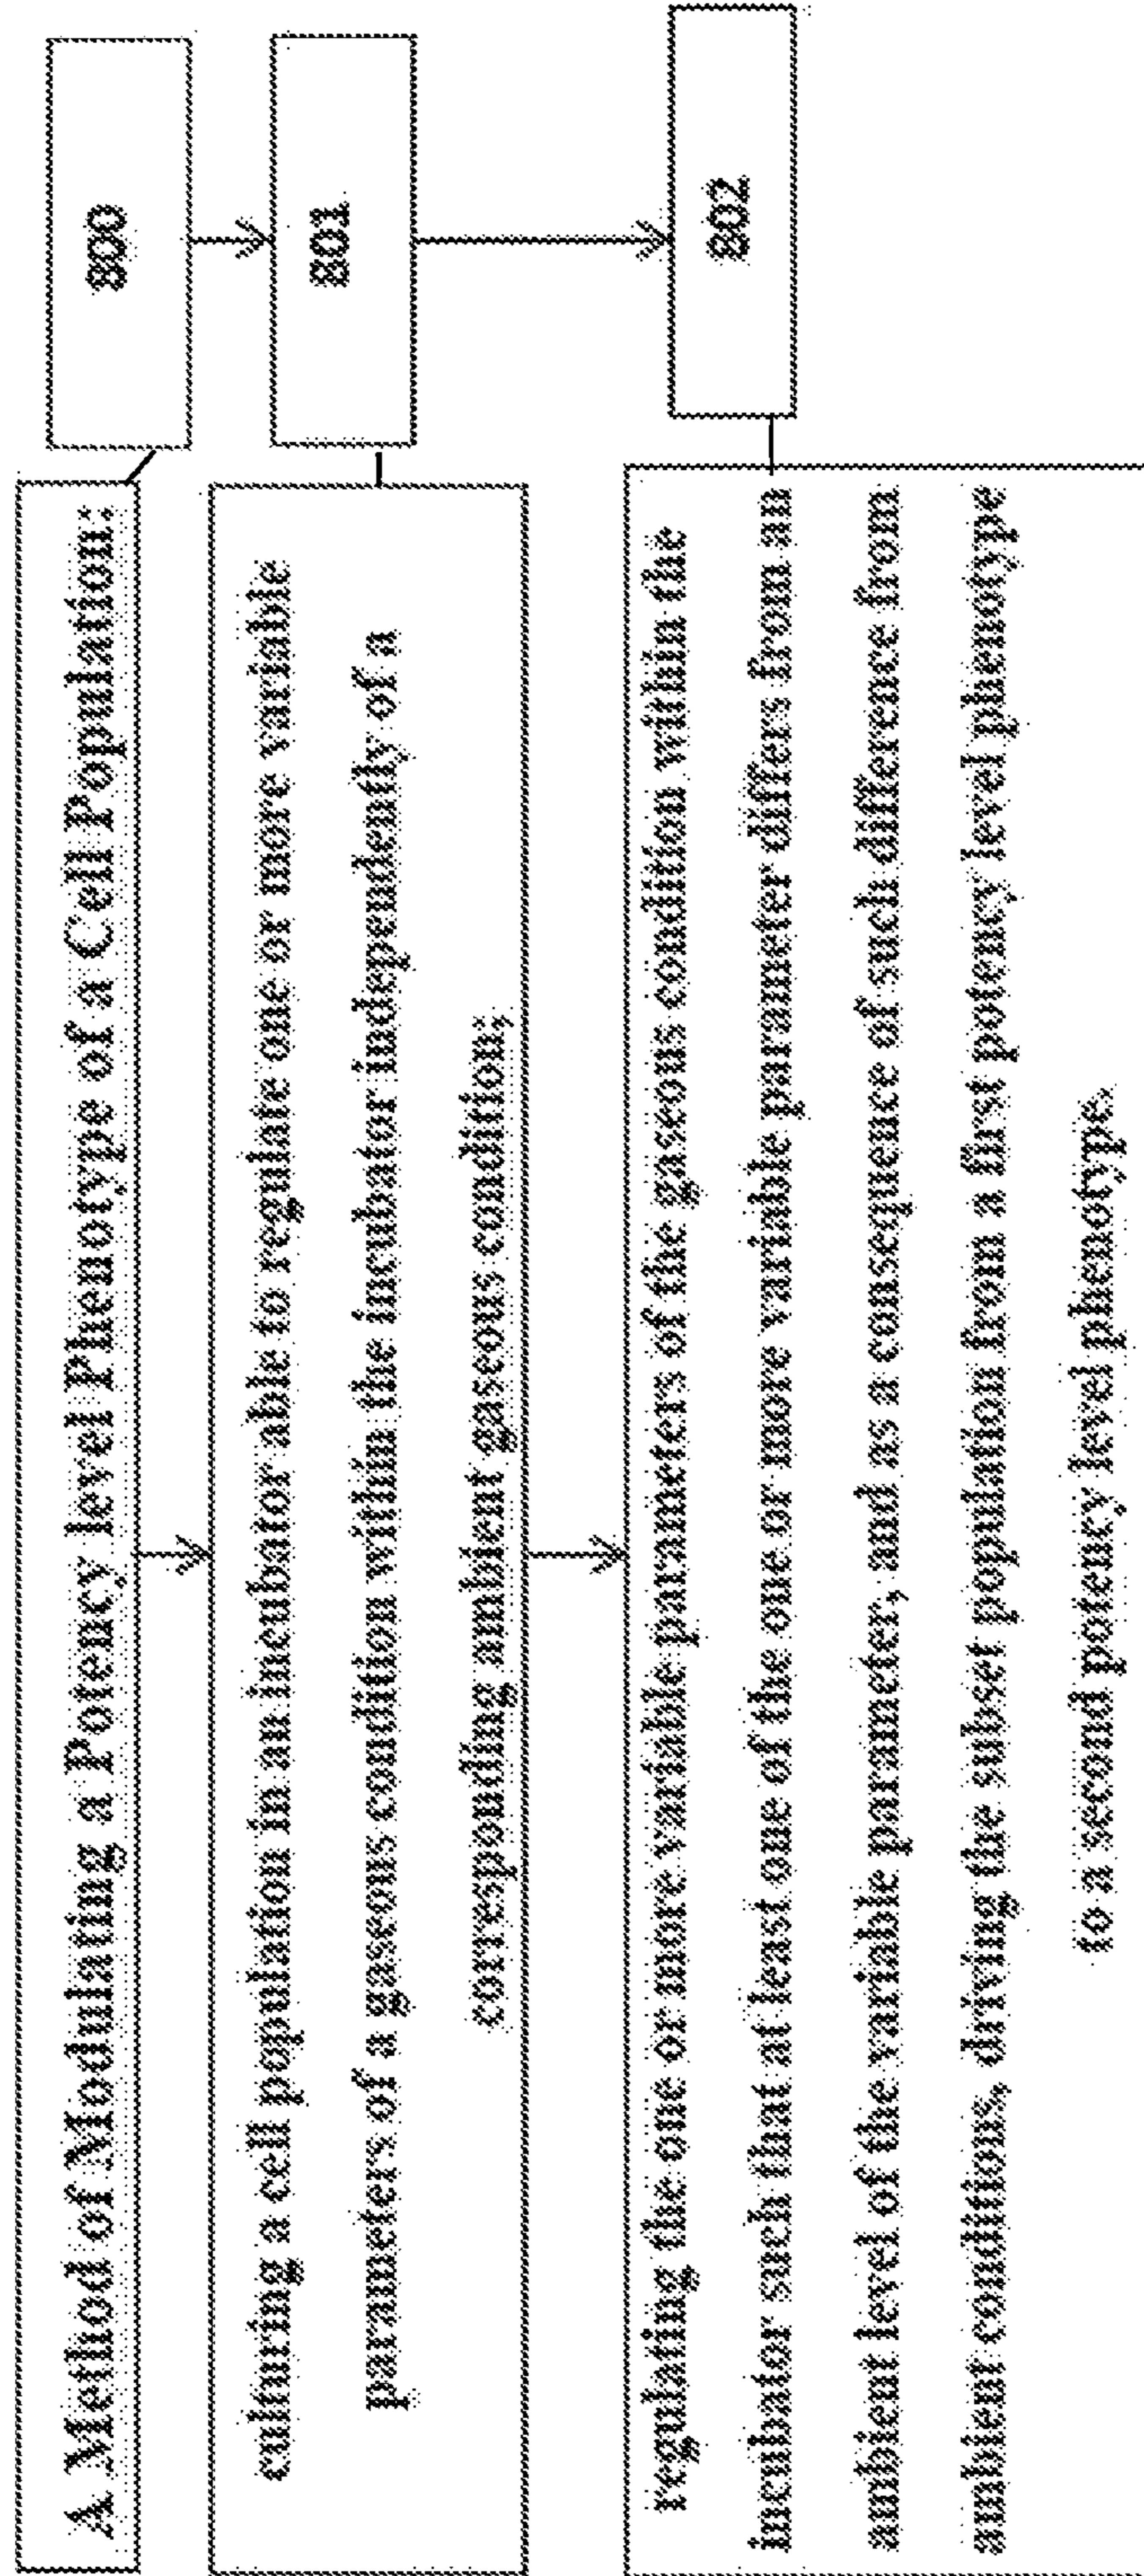 A Method of Modulating a Potency level Phenotype of a Cell Population:
800
culturing a cell population in an incubator able to regulate one or more variable
parameters of a gaseous condition within the incubator independently of a
corresponding ambient gaseous condition;
801
regulating the one or more variable parameters of the gaseous condition within the
incubator such that at least one of the one or more variable parameter differs from an
ambient level of the variable parameter, and as a consequence of such difference from
ambient conditions, driving the subset population from a first potency level phenotype
to a second potency level phenotype.
802